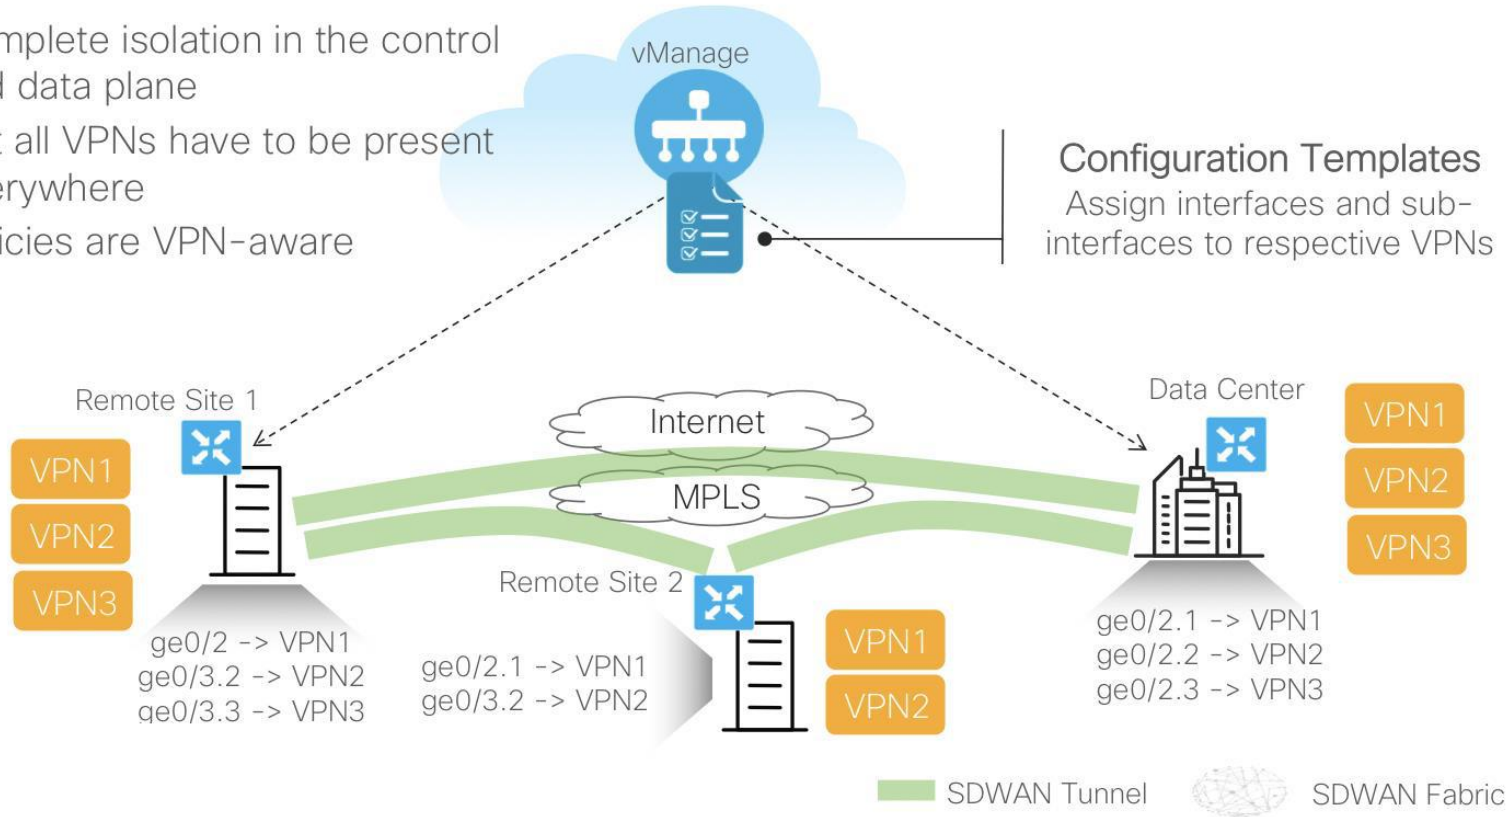 mplete isolation in the control
d data plane
t all VPNs have to be present
erywhere
icies are VPN-aware
vManage
Configuration Templates
Assign interfaces and sub-
interfaces to respective VPNs
Remote Site 1
VPN1
VPN2
VPN3
ge0/2 -> VPN1
ge0/3.2 -> VPN2
ge0/3.3 -> VPN3
Internet
MPLS
Remote Site 2
ge0/2.1 -> VPN1
ge0/3.2 -> VPN2
VPN1
VPN2
Data Center
VPN1
VPN2
VPN3
ge0/2.1 -> VPN1
ge0/2.2 -> VPN2
ge0/2.3 -> VPN3
SDWAN Tunnel
SDWAN Fabric